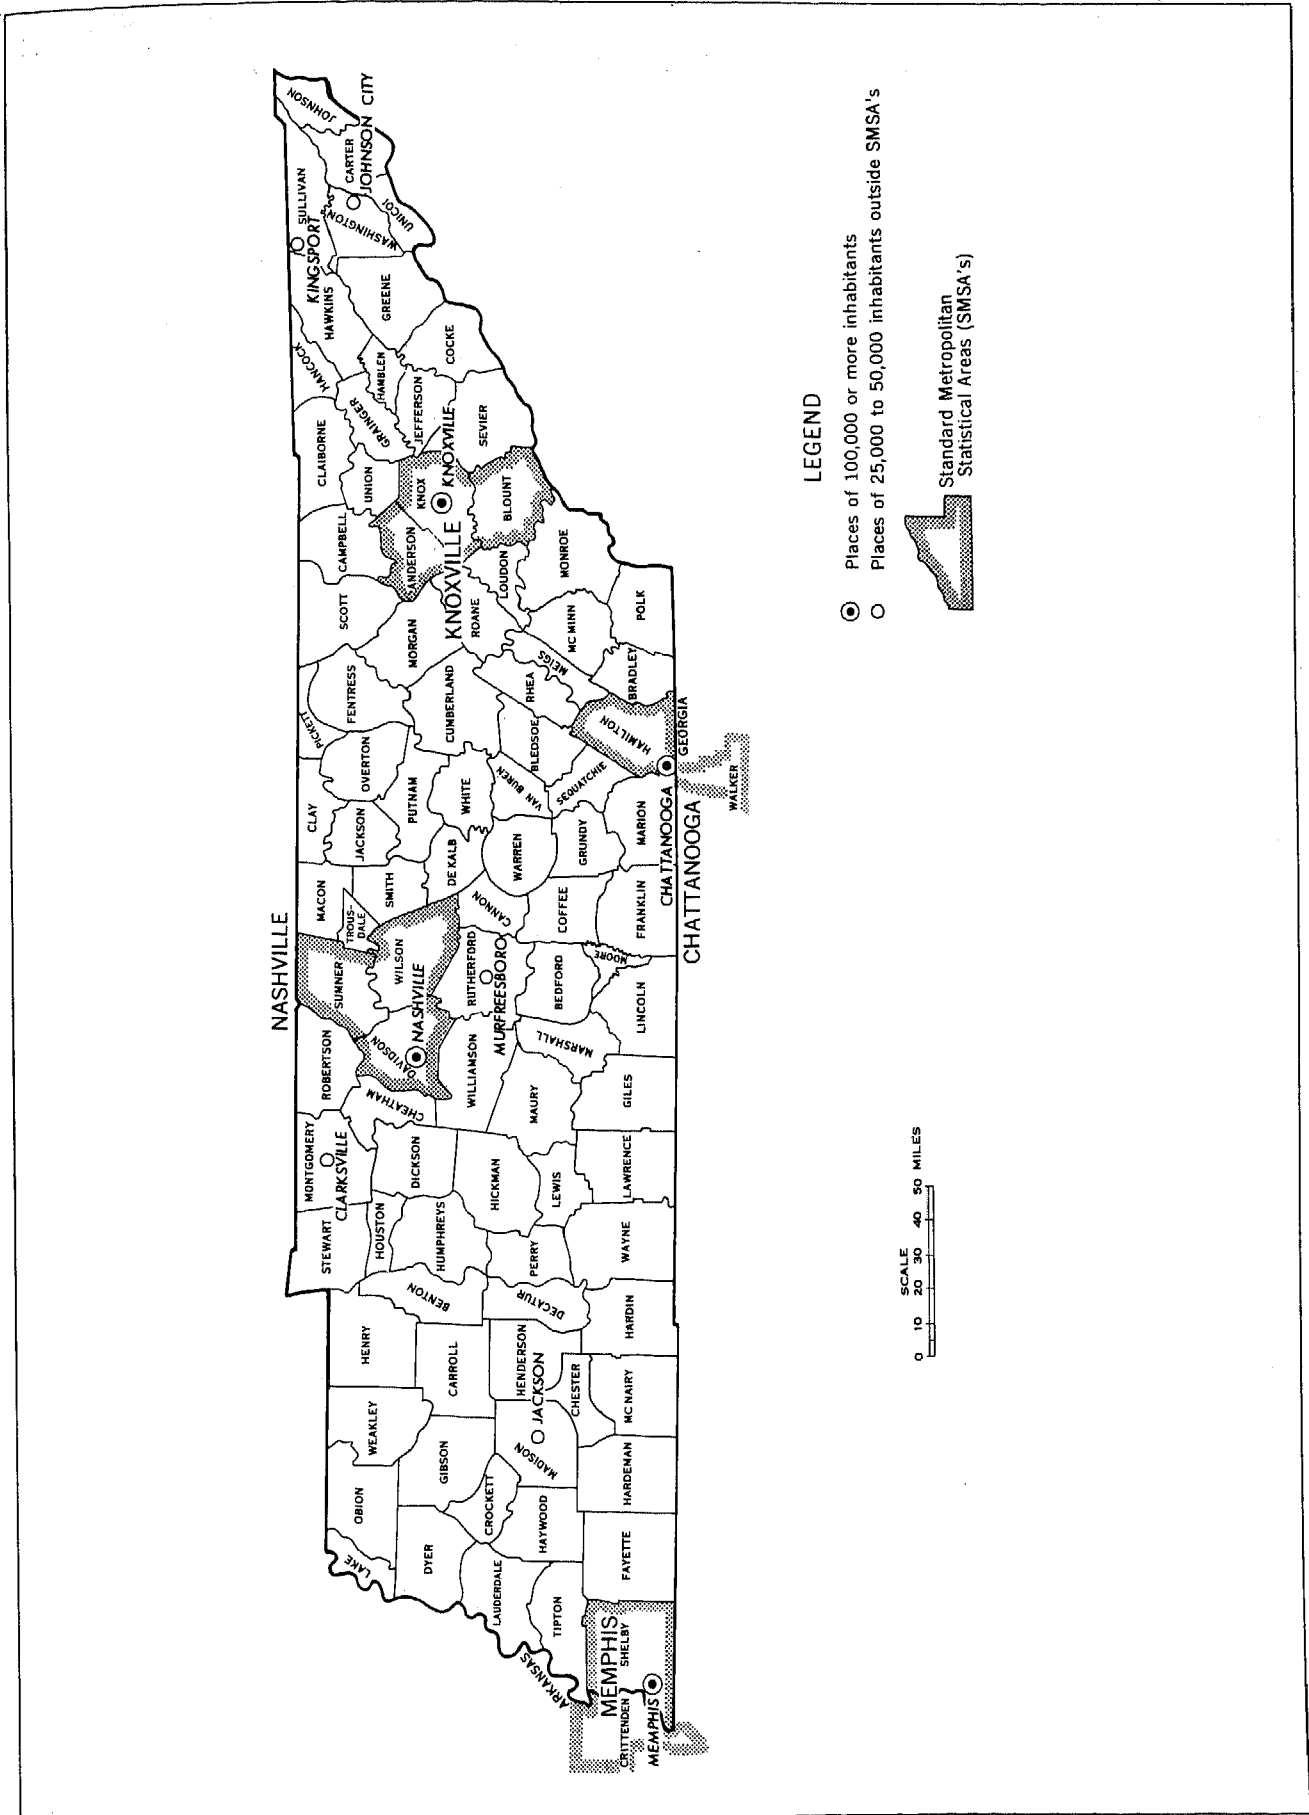 NASHVILLE
KNOXVILLE
CHATTANOOGA
MEMPHIS
LAKE
OBION
WEAKLEY
HENRY
STEWART
MONTGOMERY
CLARKSVILLE
ROBERTSON
SUMNER
TROUS-
DALE
MACON
CLAY
PICKETT
SCOTT
CAMPBELL
CLAIBORNE
HANCOCK
HAWKINS
KINGSPORT
SULLIVAN
JOHNSON
CARTER
JOHNSON CITY
WASHINGTON
UNICOI
GREENE
HAMBLEN
GRAINGER
UNION
COCKE
JEFFERSON
KNOXVILLE
KNOX
ANDERSON
SEVIER
BLOUNT
LOUDON
ROANE
MORGAN
FENTRESS
OVERTON
JACKSON
PUTNAM
SMITH
WILSON
NASHVILLE
DAVIDSON
CHEATHAM
DICKSON
HOUSTON
HUMPHREYS
BENTON
CARROLL
GIBSON
DYER
CROCKETT
LAUDERDALE
TIPTON
HAYWOOD
MADISON
JACKSON
HENDERSON
CHESTER
DECATUR
PERRY
HICKMAN
LEWIS
MAURY
WILLIAMSON
RUTHERFORD
MURFREESBORO
CANNON
DE KALB
WHITE
CUMBERLAND
VAN BUREN
WARREN
COFFEE
BEDFORD
MARSHALL
MOORE
GRUNDY
SEQUATCHIE
BLEDSOE
RHEA
MEIGS
MC MINN
MONROE
POLK
BRADLEY
HAMILTON
MARION
FRANKLIN
LINCOLN
GILES
LAWRENCE
WAYNE
HARDIN
MC NAIRY
HARDEMAN
FAYETTE
SHELBY
ARKANSAS
CRITTENDEN
MEMPHIS
CHATTANOOGA
GEORGIA
WALKER
LEGEND
Places of 100,000 or more inhabitants
Places of 25,000 to 50,000 inhabitants outside SMSA's
Standard Metropolitan
Statistical Areas (SMSA's)
SCALE
0 10 20 30 40 50 MILES